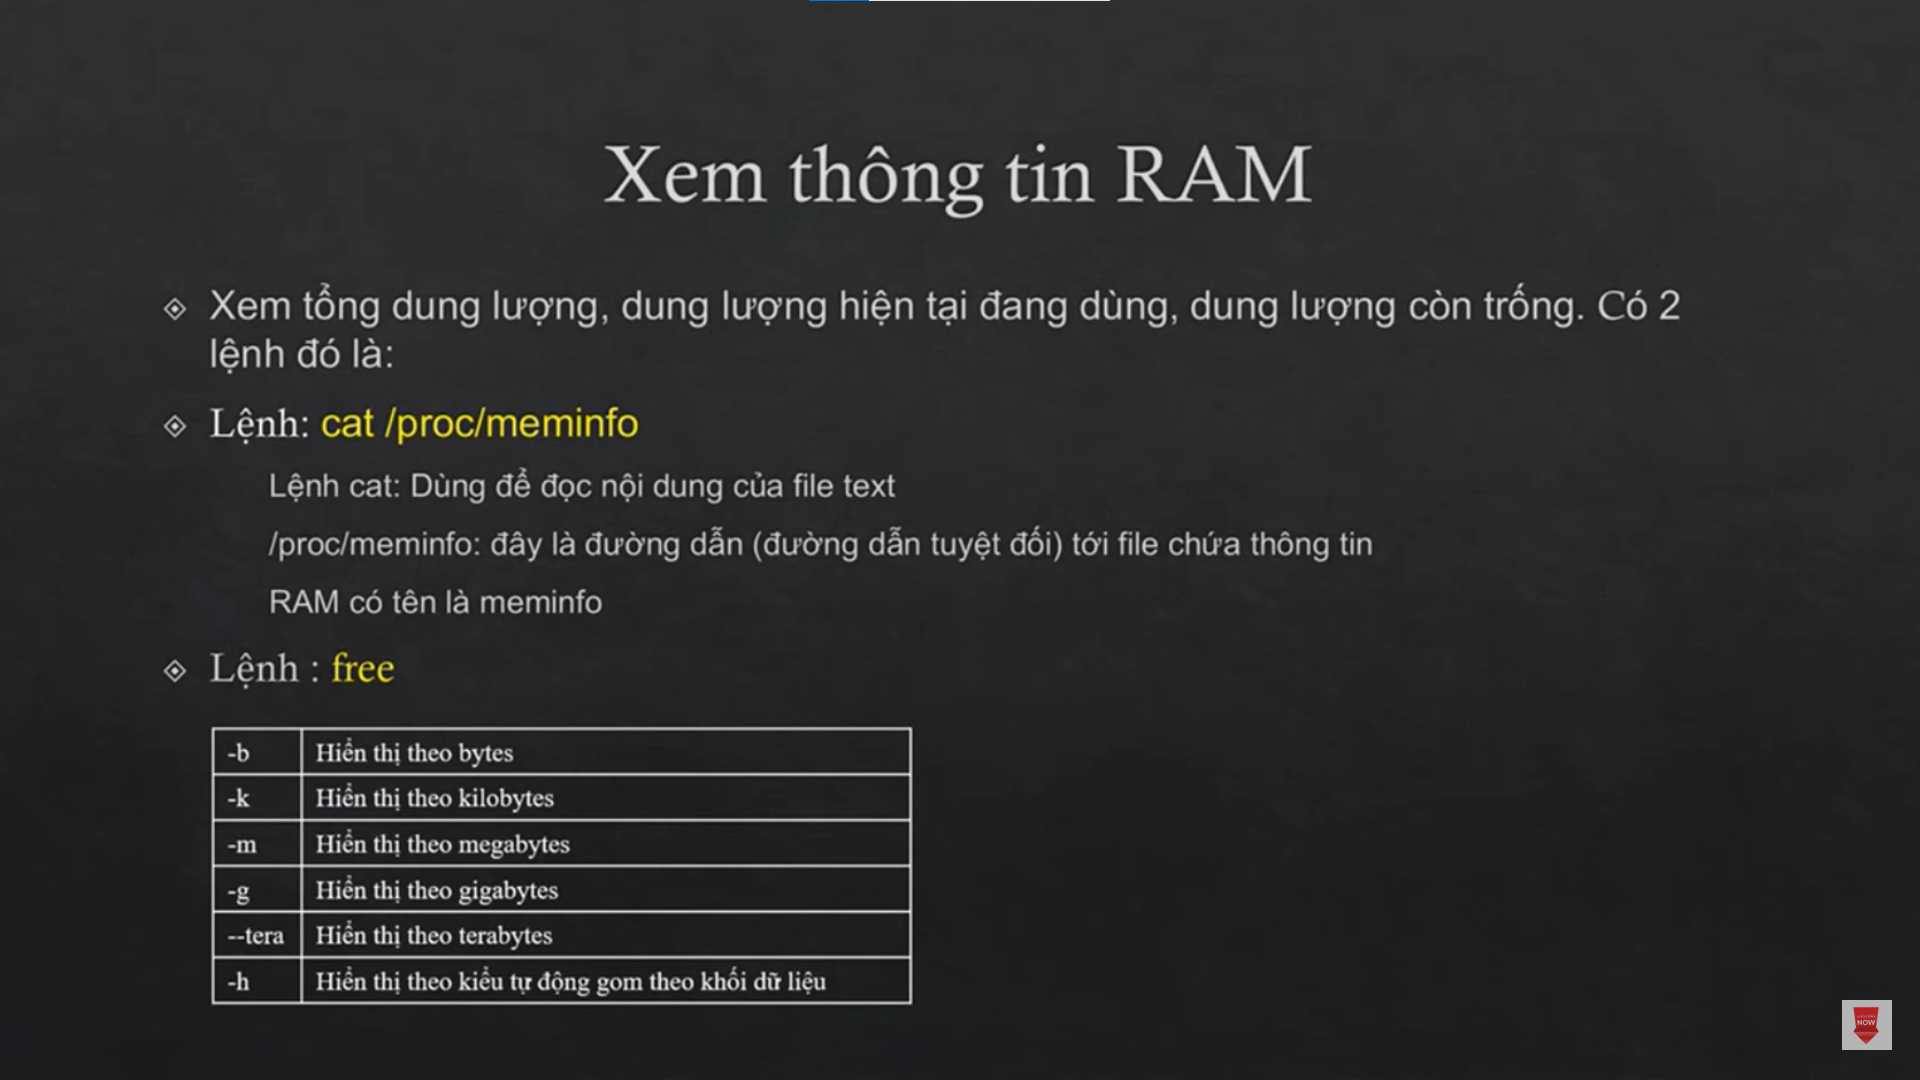 Xem thông tin RAM
Xem tổng dung lượng, dung lượng hiện tại đang dùng, dung lượng còn trống. Có 2
lệnh đó là:
Lệnh: cat /proc/meminfo
Lệnh cat: Dùng để đọc nội dung của file text
/proc/meminfo: đây là đường dẫn (đường dẫn tuyệt đối) tới file chứa thông tin
RAM có tên là meminfo
Lệnh : free
-b Hiển thị theo bytes
-k Hiển thị theo kilobytes
-m Hiển thị theo megabytes
-g Hiển thị theo gigabytes
--tera Hiển thị theo terabytes
-h Hiển thị theo kiểu tự động gom theo khối dữ liệu
NOW